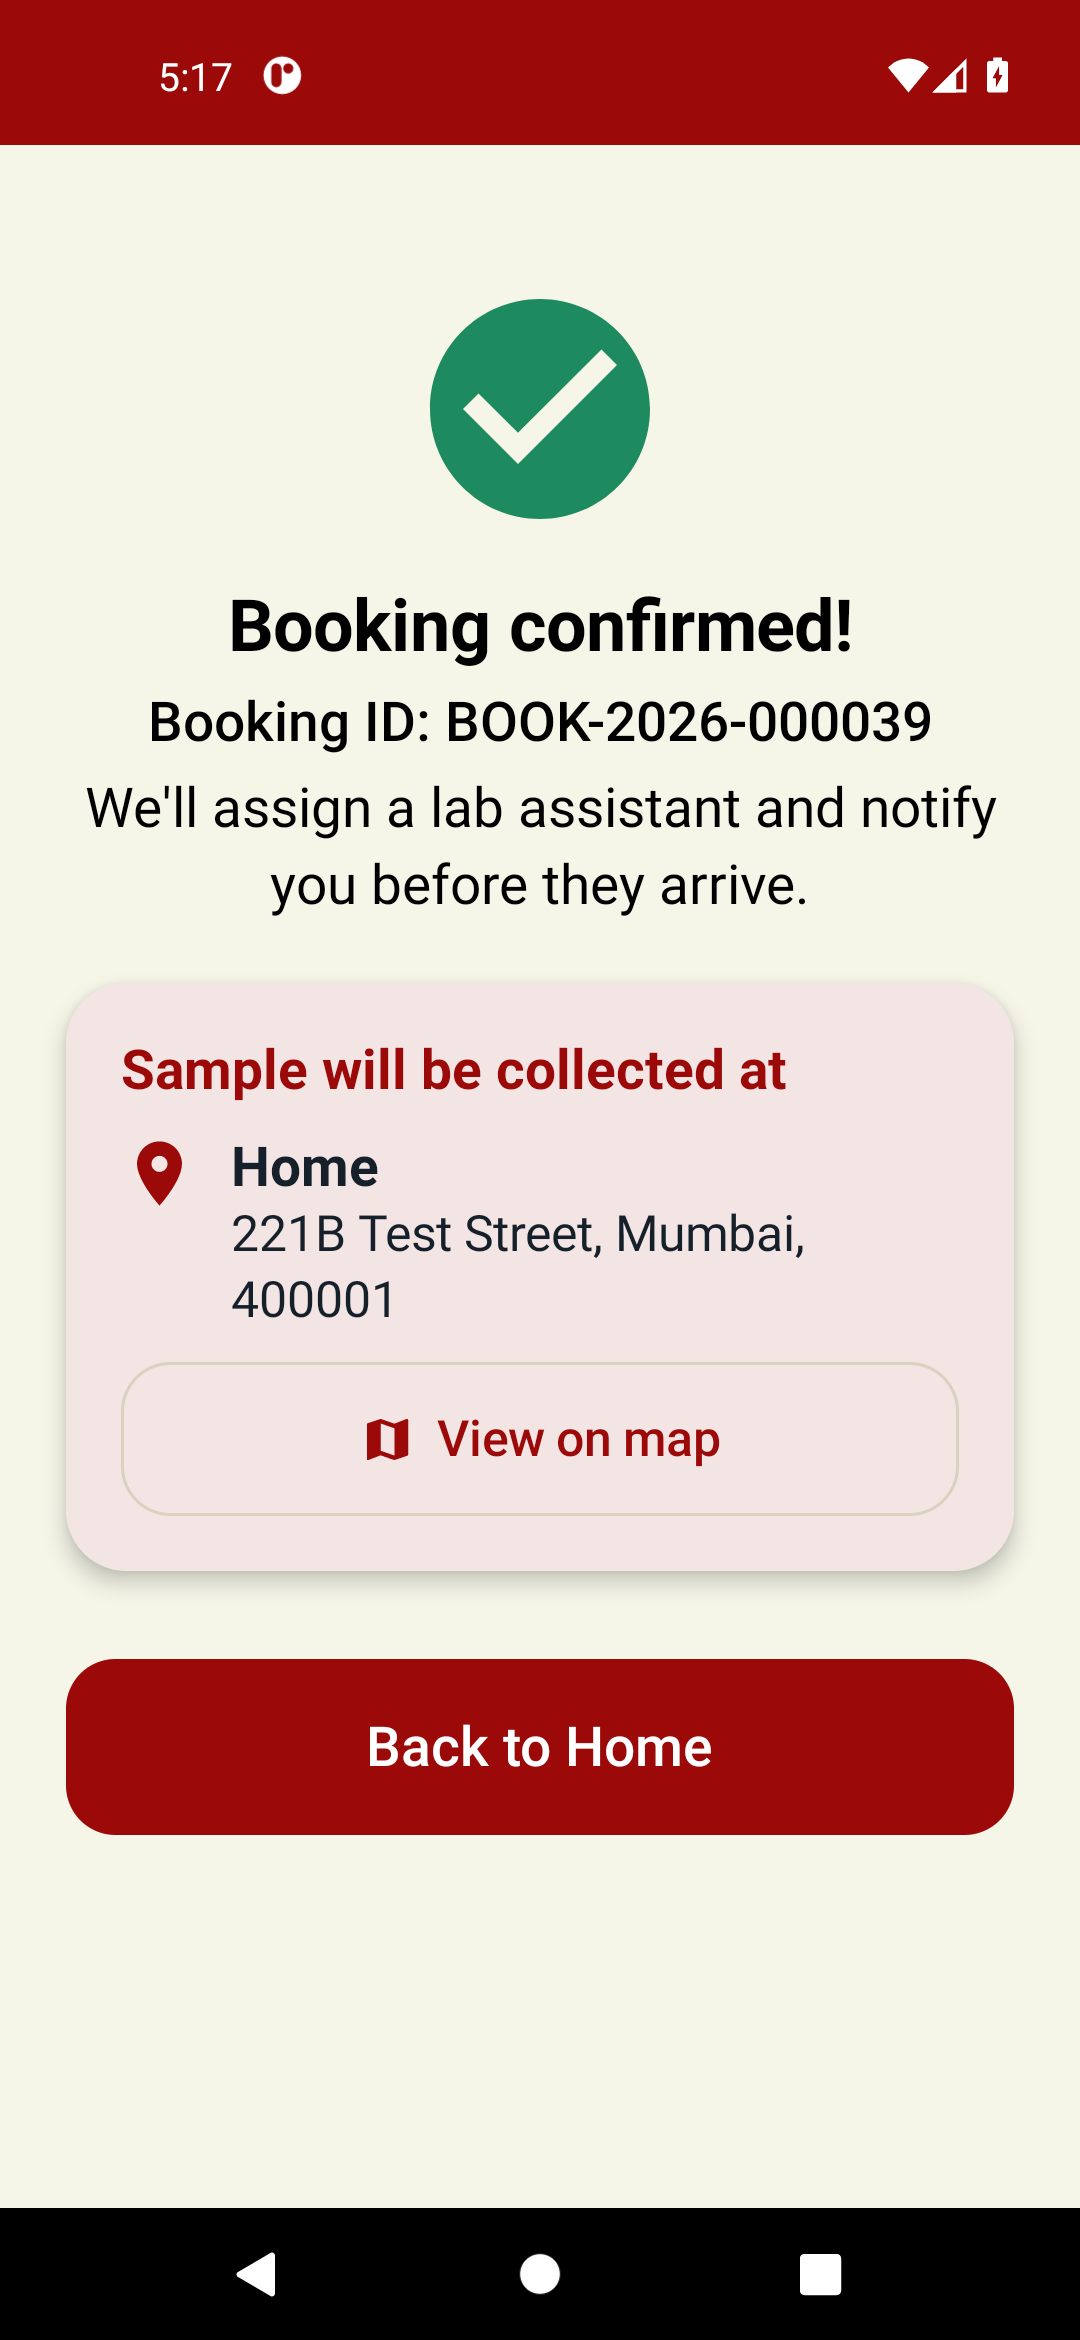 5:17
Booking confirmed!
Booking ID: BOOK-2026-000039
We'll assign a lab assistant and notify
you before they arrive.
Sample will be collected at
Home
221B Test Street, Mumbai,
400001
View on map
Back to Home